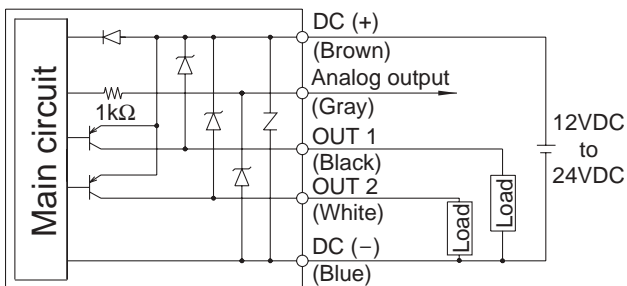 Main circuit
1kΩ
DC (+)
(Brown)
Analog output
(Gray)
OUT 1
(Black)
OUT 2
(White)
DC (−)
(Blue)
Load
Load
12VDC
to
24VDC